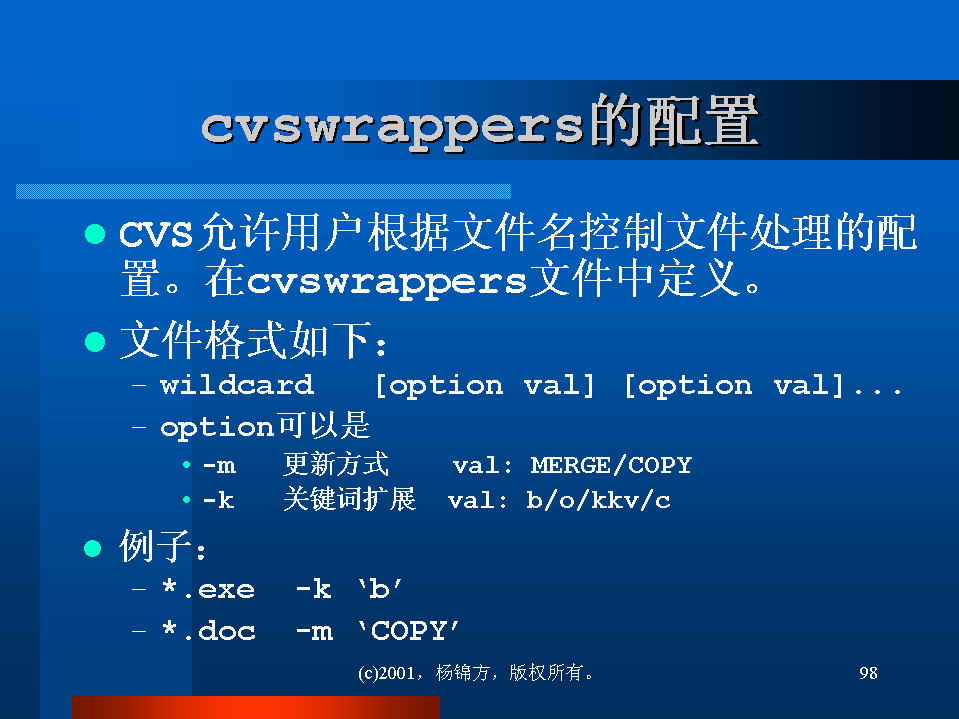 cvswrappers的配置
CVS允许用户根据文件名控制文件处理的配
置。在cvswrappers文件中定义。
文件格式如下：
– wildcard [option val] [option val]...
– option可以是
• -m 更新方式 val: MERGE/COPY
• -k 关键词扩展 val: b/o/kkv/c
例子：
– *.exe -k ‘b’
– *.doc -m ‘COPY’
(c)2001，杨锦方，版权所有。 98